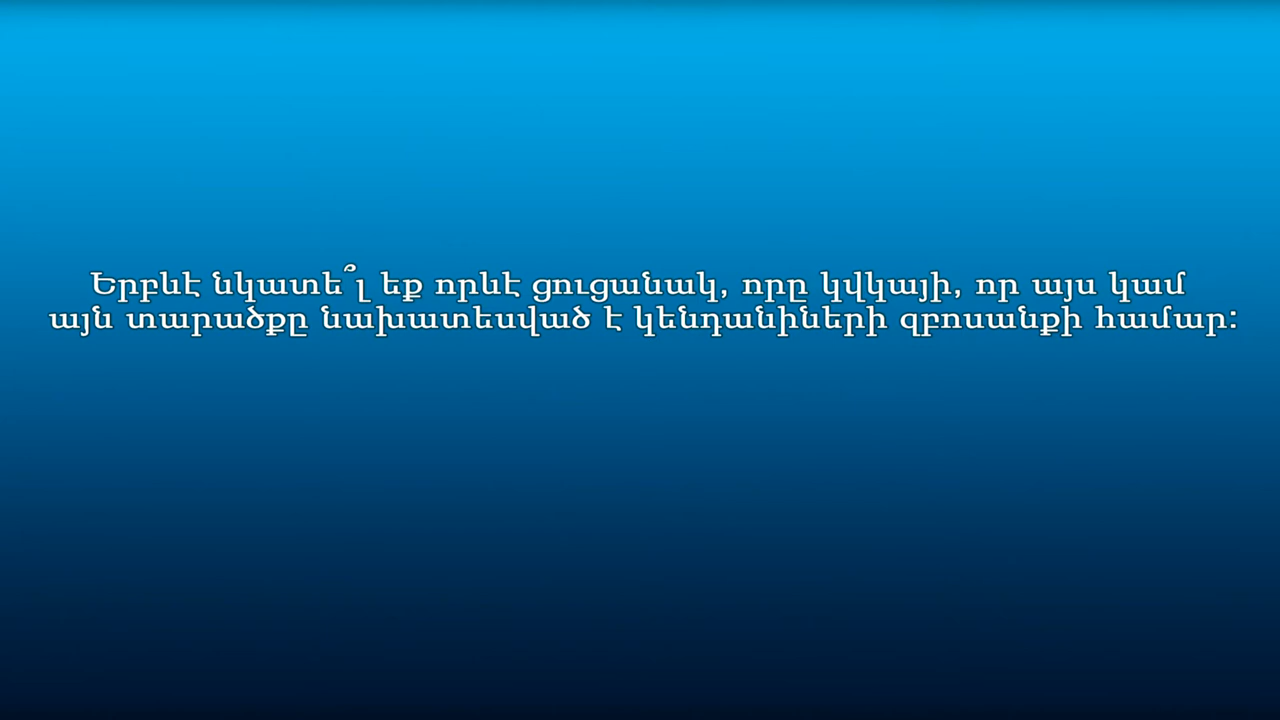 Երբևէ նկատե՞լ եք որևէ ցուցանակ, որը կվկայի, որ այս կամ
այն տարածքը նախատեսված է կենդանիների զբոսանքի համար: